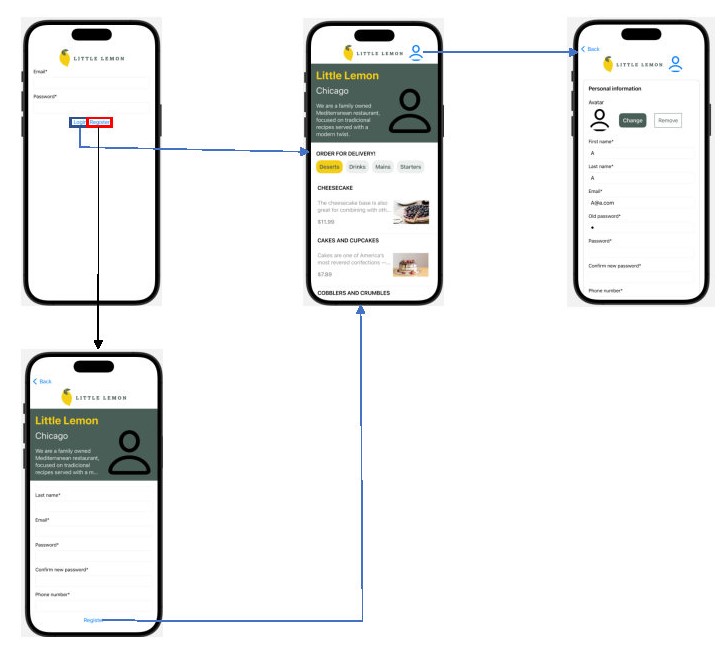 LITTLE LEMON
Email*
Password*
Login Register
LITTLE LEMON
Little Lemon
Chicago
We are a family owned
Mediterranean restaurant,
focused on tradicional
recipes served with a
modern twist.
ORDER FOR DELIVERY!
Deserts Drinks Mains Starters
CHEESECAKE
The cheesecake base is also
great for combining with oth...
$11.99
CAKES AND CUPCAKES
Cakes are one of America's
most revered confections —...
$7.89
COBBLERS AND CRUMBLES
Back
LITTLE LEMON
Personal information
Avatar
Change Remove
First name*
A
Last name*
A
Email*
A@a.com
Old password*
Password*
Confirm new password*
Phone number*
Back
LITTLE LEMON
Little Lemon
Chicago
We are a family owned
Mediterranean restaurant,
focused on tradicional
recipes served with a m...
Last name*
Email*
Password*
Confirm new password*
Phone number*
Register